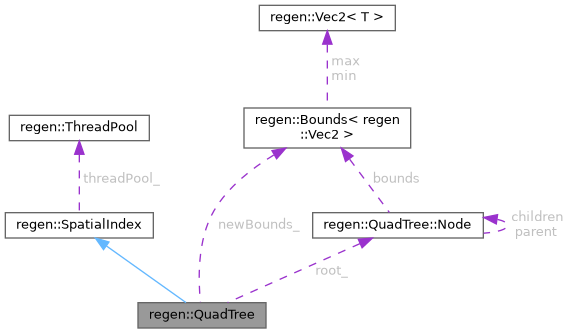 regen::Vec2< T >
max
min
regen::Bounds< regen
::Vec2 >
regen::ThreadPool
threadPool_
bounds
regen::SpatialIndex
newBounds_
regen::QuadTree::Node
children
parent
root_
regen::QuadTree